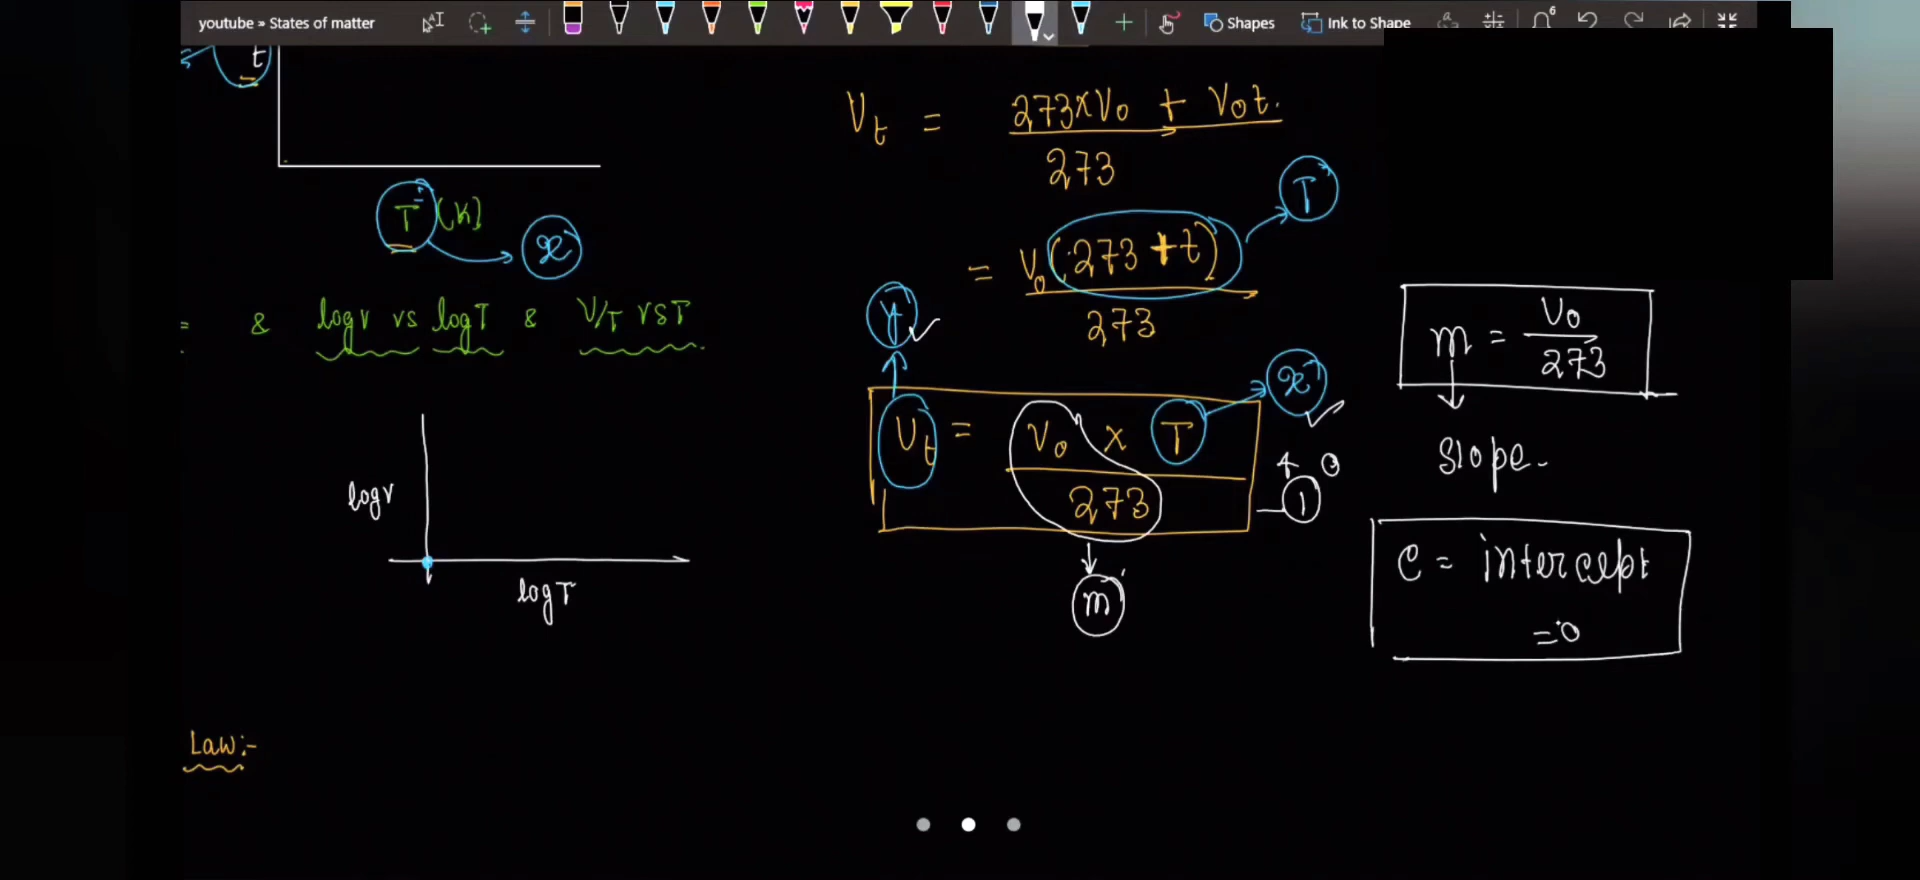 youtube » States of matter
Shapes
Ink to Shape
t
T (K)
x
= & log v vs log T & V/T vs T
log v
log T
Law:-
Vt = 273×V0 + V0t.
273
T
= V0(273+t)
273
y
x
Vt = V0 × T
273
1
m
m = V0
273
Slope.
C = intercept
=0